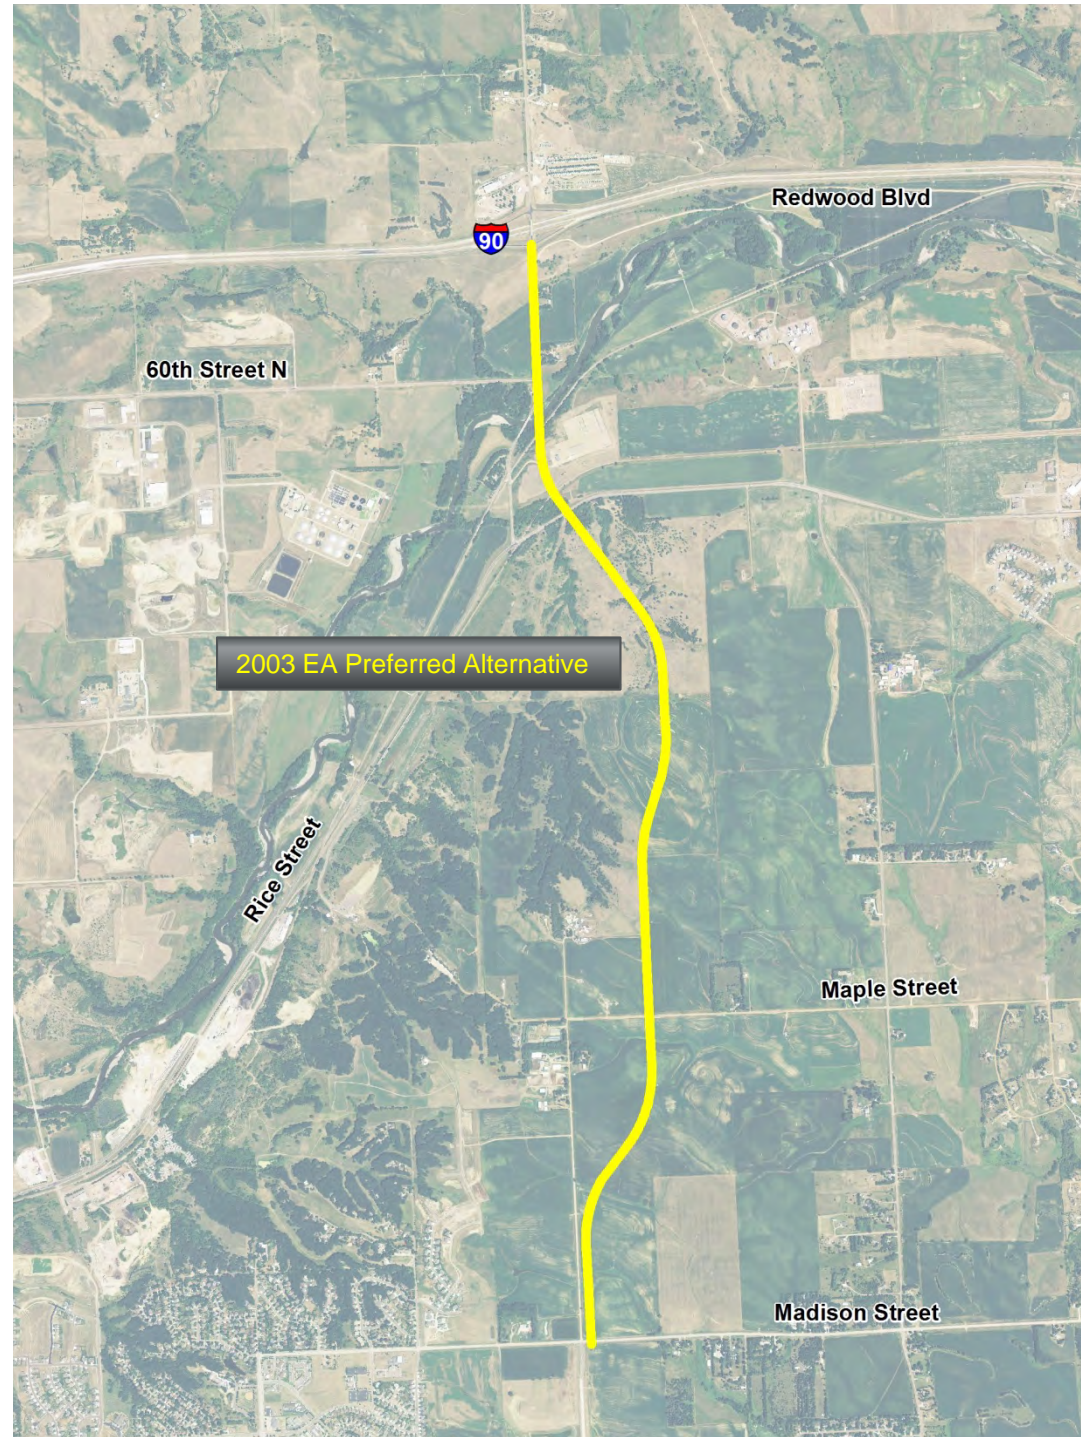 Redwood Blvd
90
60th Street N
2003 EA Preferred Alternative
Rice Street
Maple Street
Madison Street